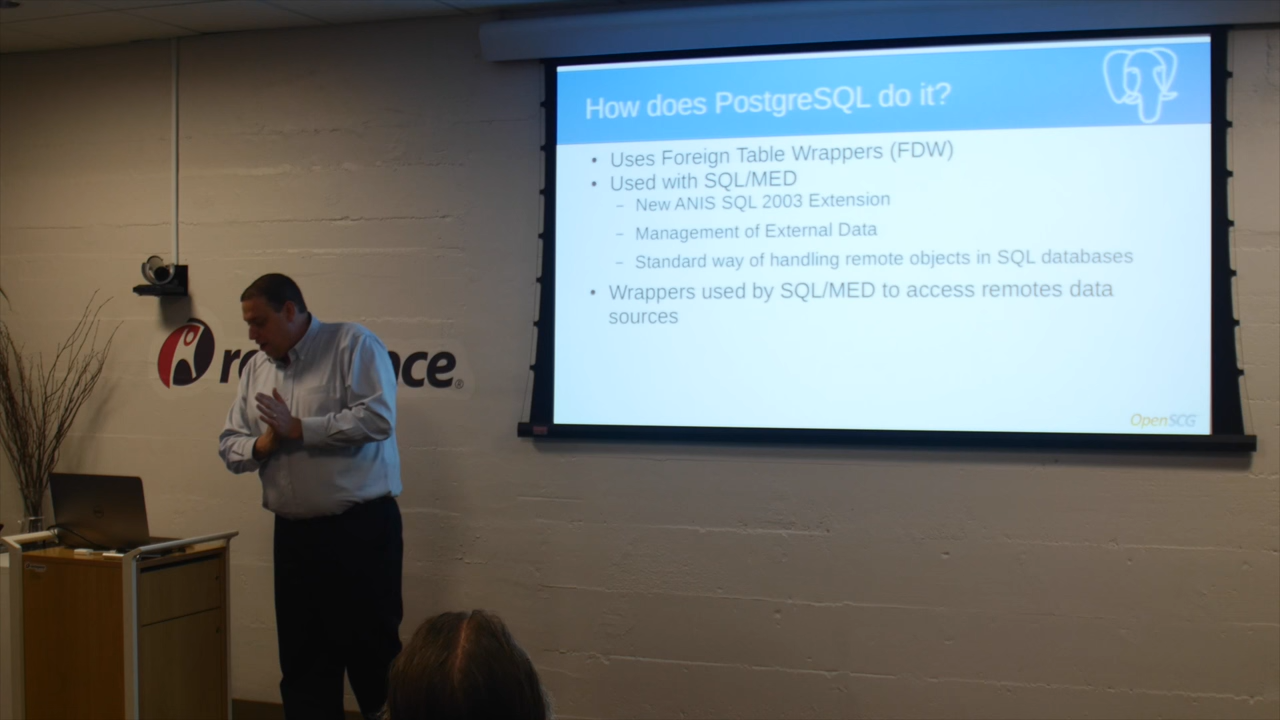 How does PostgreSQL do it?
• Uses Foreign Table Wrappers (FDW)
• Used with SQL/MED
– New ANIS SQL 2003 Extension
– Management of External Data
– Standard way of handling remote objects in SQL databases
• Wrappers used by SQL/MED to access remotes data
sources
OpenSCG